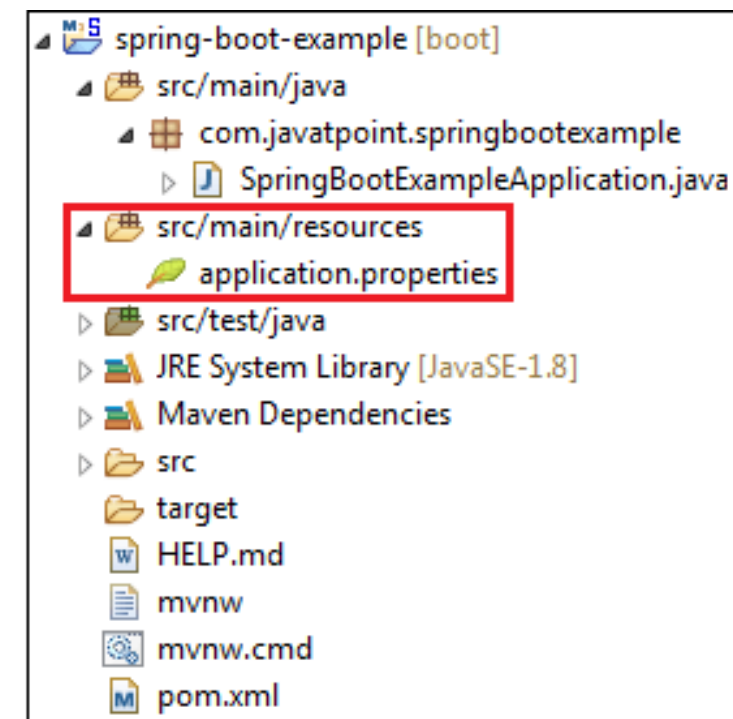 spring-boot-example [boot]
src/main/java
com.javatpoint.springbootexample
SpringBootExampleApplication.java
src/main/resources
application.properties
src/test/java
JRE System Library [JavaSE-1.8]
Maven Dependencies
src
target
HELP.md
mvnw
mvnw.cmd
pom.xml